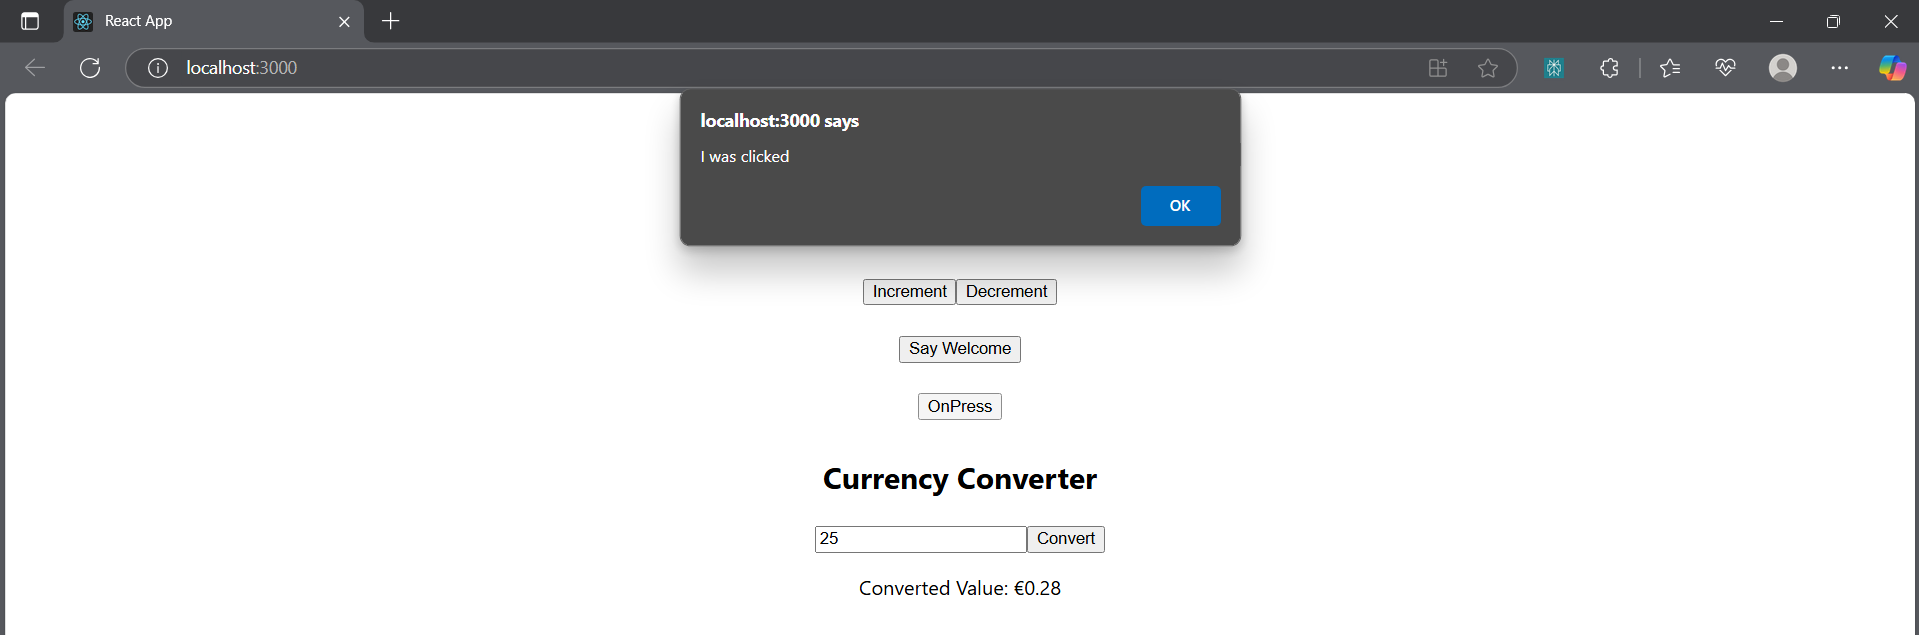 React App
localhost:3000
localhost:3000 says
I was clicked
OK
Increment Decrement
Say Welcome
OnPress
Currency Converter
25 Convert
Converted Value: €0.28